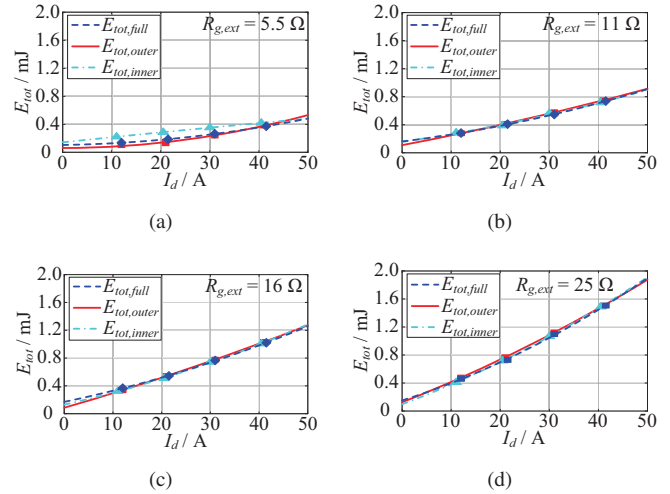 2.0
1.6
1.2
0.8
0.4
0
E_tot / mJ
E_tot,full
E_tot,outer
E_tot,inner
R_g,ext = 5.5 Ω
0 10 20 30 40 50
I_d / A
(a)
2.0
1.6
1.2
0.8
0.4
0
E_tot / mJ
E_tot,full
E_tot,outer
E_tot,inner
R_g,ext = 11 Ω
0 10 20 30 40 50
I_d / A
(b)
2.0
1.6
1.2
0.8
0.4
0
E_tot / mJ
E_tot,full
E_tot,outer
E_tot,inner
R_g,ext = 16 Ω
0 10 20 30 40 50
I_d / A
(c)
2.0
1.6
1.2
0.8
0.4
0
E_tot / mJ
E_tot,full
E_tot,outer
E_tot,inner
R_g,ext = 25 Ω
0 10 20 30 40 50
I_d / A
(d)